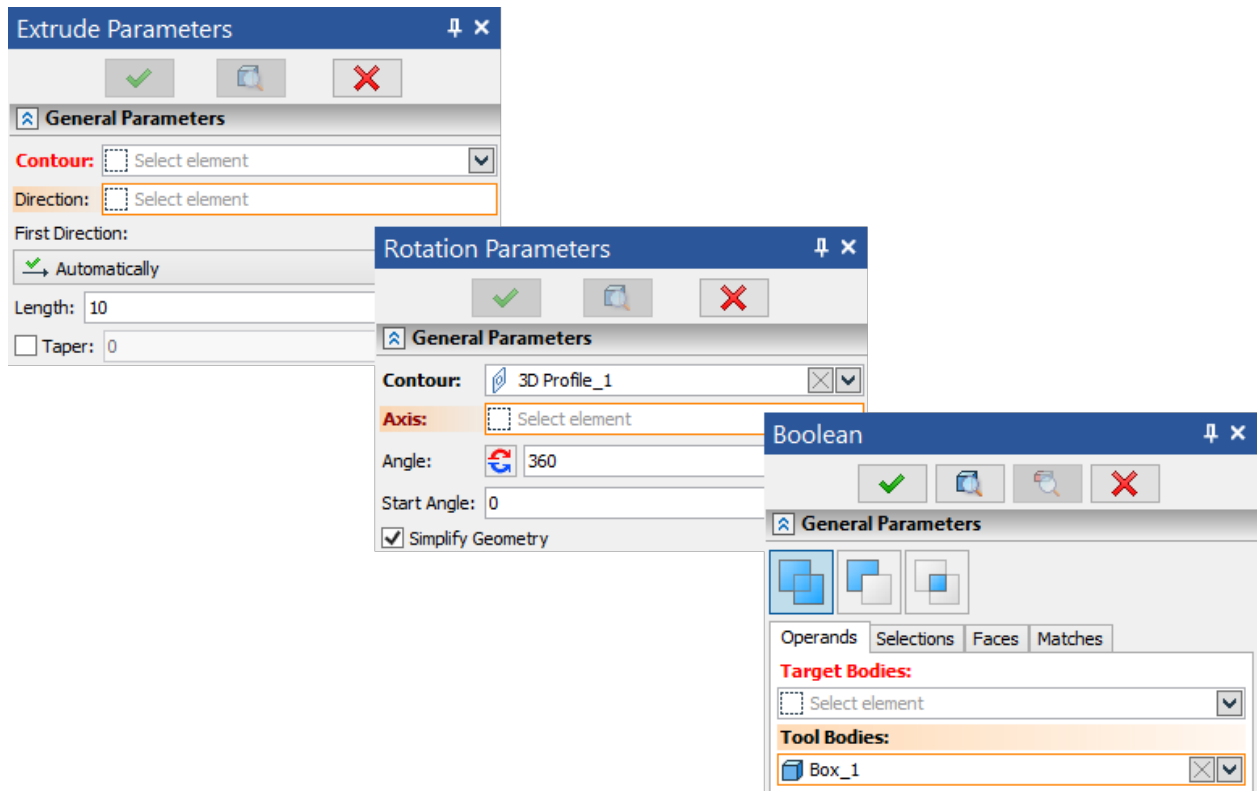 Extrude Parameters
General Parameters
Contour: Select element
Direction: Select element
First Direction:
Automatically
Length: 10
Taper: 0
Rotation Parameters
General Parameters
Contour: 3D Profile_1
Axis: Select element
Angle: 360
Start Angle: 0
Simplify Geometry
Boolean
General Parameters
Operands Selections Faces Matches
Target Bodies:
Select element
Tool Bodies:
Box_1